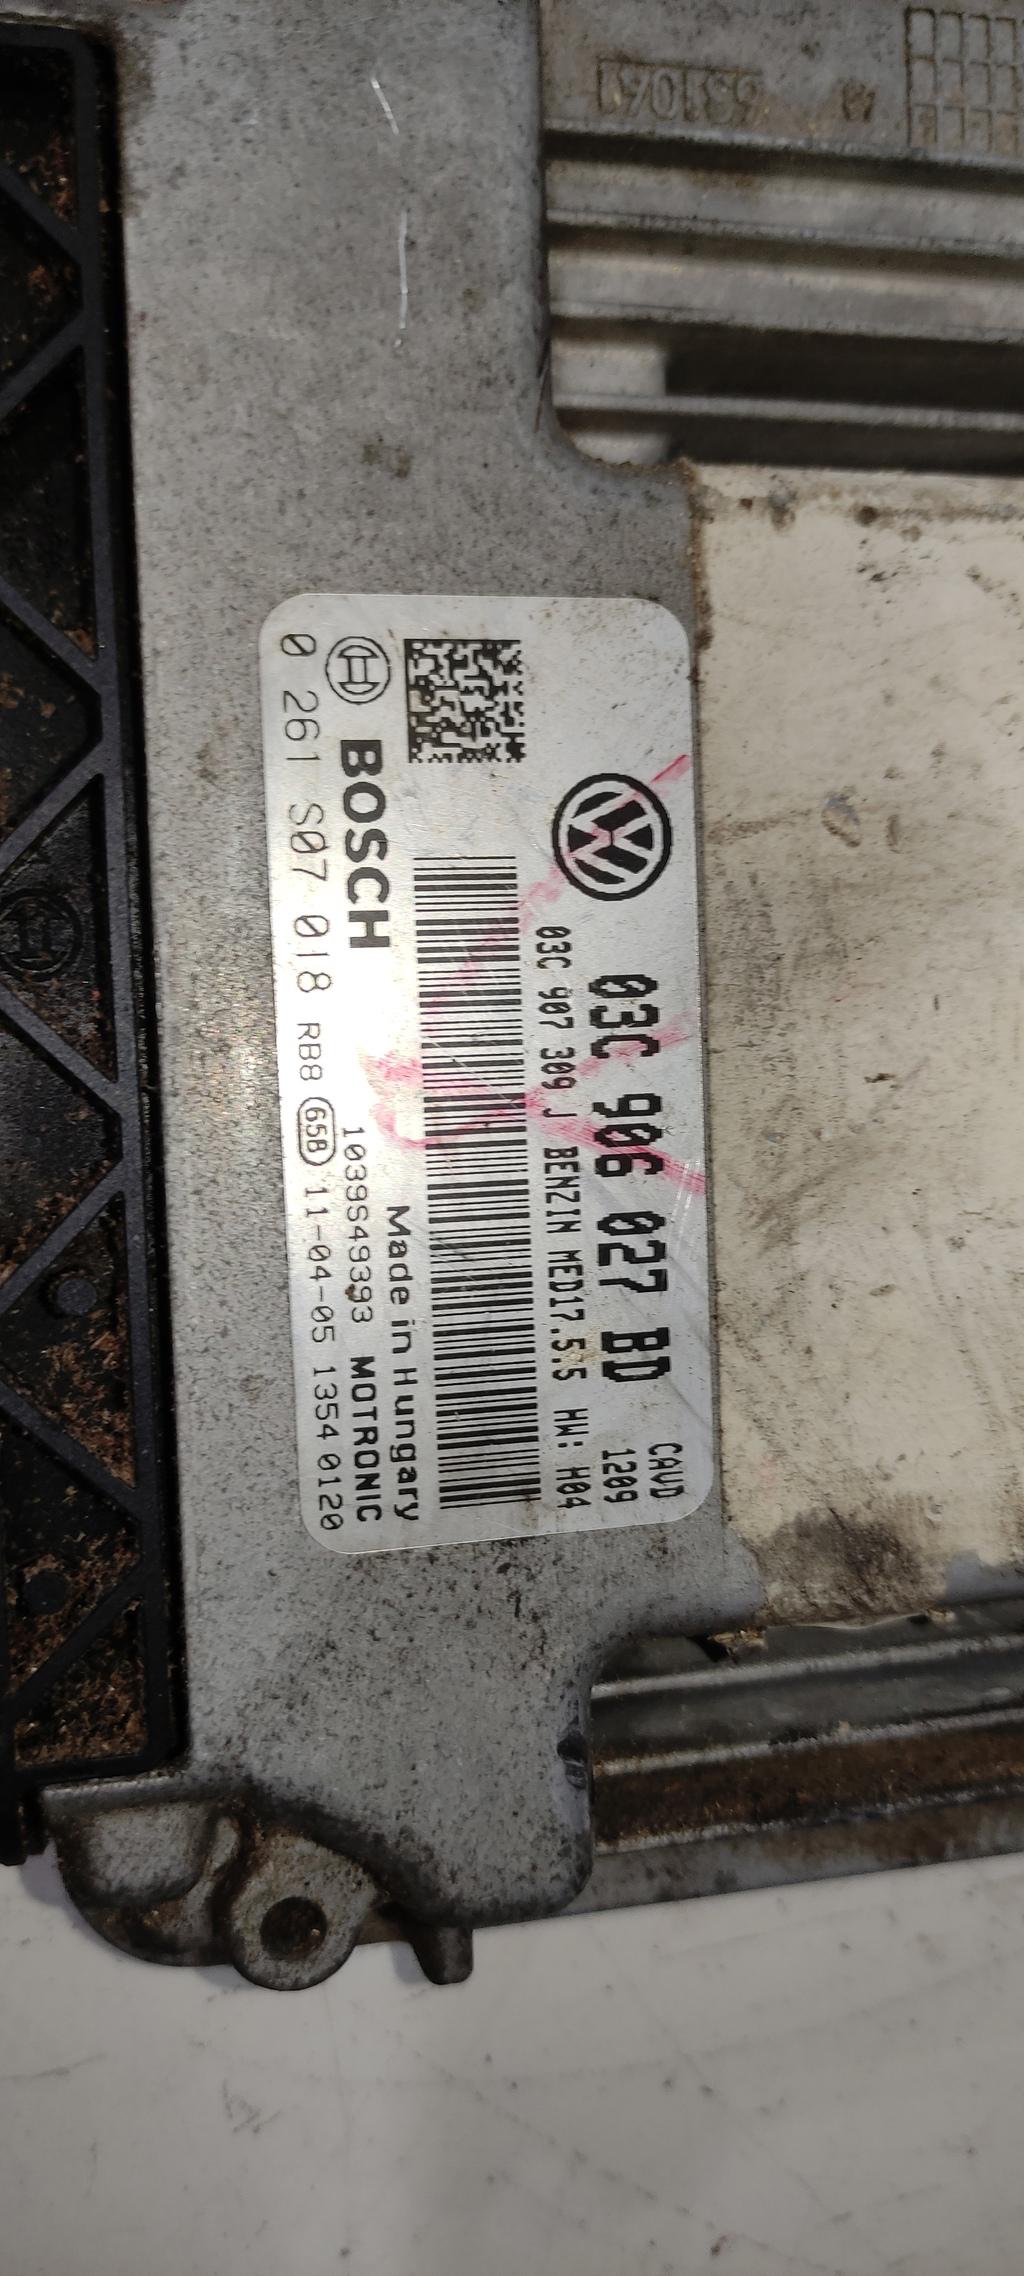 631061
03C 906 027 BD
CAVD
1209
03C 907 309 J BENZIN MED17.5.5 HW: H04
BOSCH
Made in Hungary
1039S49393 MOTRONIC
0 261 S07 018 RB8 65B 11-04-05 1354 0120